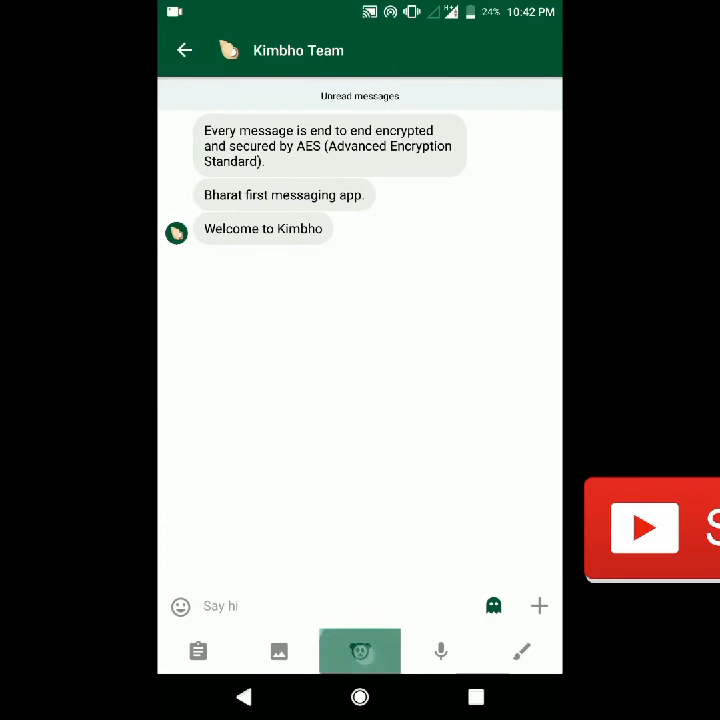 24% 10:42 PM
Kimbho Team
Unread messages
Every message is end to end encrypted
and secured by AES (Advanced Encryption
Standard).
Bharat first messaging app.
Welcome to Kimbho
Say hi